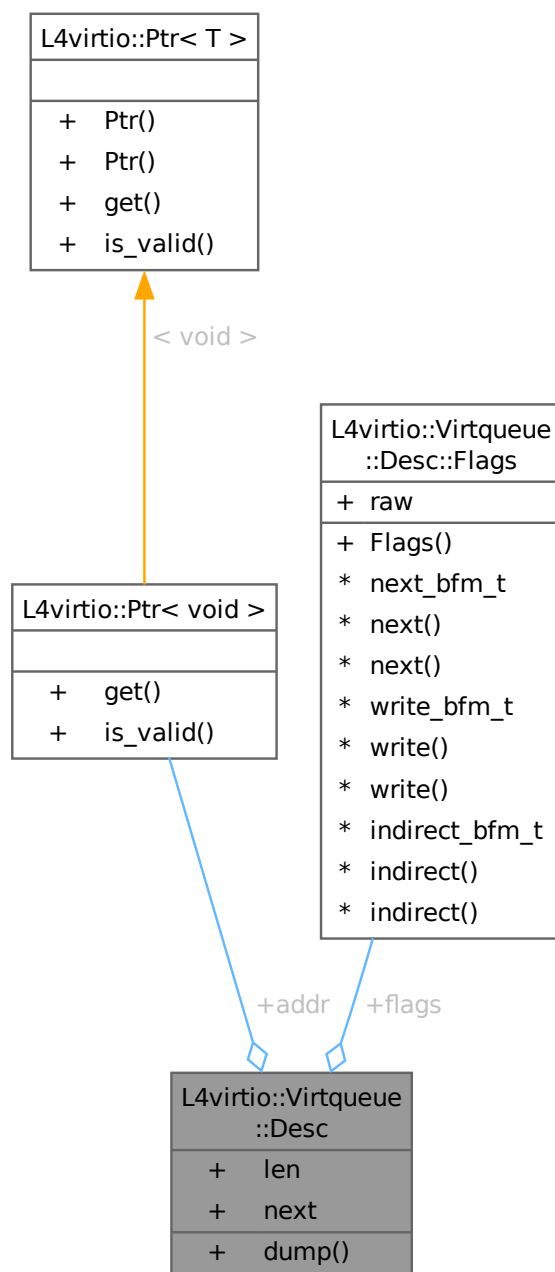 L4virtio::Ptr< T >
+ Ptr()
+ Ptr()
+ get()
+ is_valid()
< void >
L4virtio::Virtqueue
::Desc::Flags
+ raw
+ Flags()
* next_bfm_t
* next()
* next()
* write_bfm_t
* write()
* write()
* indirect_bfm_t
* indirect()
* indirect()
L4virtio::Ptr< void >
+ get()
+ is_valid()
+addr
+flags
L4virtio::Virtqueue
::Desc
+ len
+ next
+ dump()